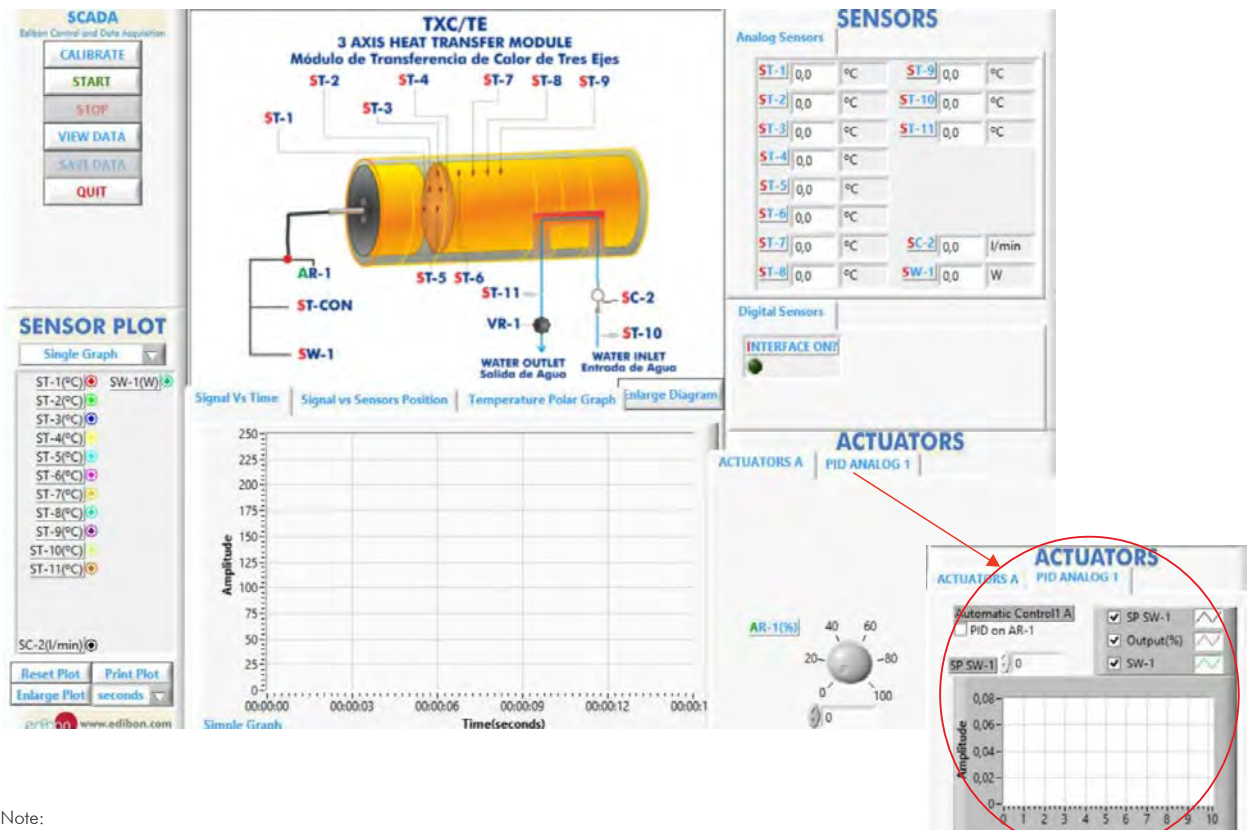 SCADA
Edibon Control and Data Acquisition
CALIBRATE
START
STOP
VIEW DATA
SAVE DATA
QUIT
SENSOR PLOT
Single Graph
ST-1(ºC) SW-1(W)
ST-2(ºC)
ST-3(ºC)
ST-4(ºC)
ST-5(ºC)
ST-6(ºC)
ST-7(ºC)
ST-8(ºC)
ST-9(ºC)
ST-10(ºC)
ST-11(ºC)
SC-2(l/min)
Reset Plot Print Plot
Enlarge Plot seconds
edibon www.edibon.com
TXC/TE
3 AXIS HEAT TRANSFER MODULE
Módulo de Transferencia de Calor de Tres Ejes
ST-2 ST-4 ST-7 ST-8 ST-9
ST-3
ST-1
AR-1
ST-5 ST-6
ST-11
ST-CON
SC-2
VR-1
ST-10
SW-1
WATER OUTLET
Salida de Agua
WATER INLET
Entrada de Agua
Signal Vs Time Signal vs Sensors Position Temperature Polar Graph Enlarge Diagram
250
225
200
175
150
125
100
75
50
25
0
Amplitude
00:00:00 00:00:03 00:00:06 00:00:09 00:00:12 00:00:1
Simple Graph Time(seconds)
SENSORS
Analog Sensors
ST-1 0,0 ºC ST-9 0,0 ºC
ST-2 0,0 ºC ST-10 0,0 ºC
ST-3 0,0 ºC ST-11 0,0 ºC
ST-4 0,0 ºC
ST-5 0,0 ºC
ST-6 0,0 ºC
ST-7 0,0 ºC SC-2 0,0 l/min
ST-8 0,0 ºC SW-1 0,0 W
Digital Sensors
INTERFACE ON?
ACTUATORS
ACTUATORS A PID ANALOG 1
AR-1(%)
40 60
20 80
0 100
0
ACTUATORS
ACTUATORS A PID ANALOG 1
Automatic Control1 A
PID on AR-1
SP SW-1 0
SP SW-1
Output(%)
SW-1
0,08
0,06
0,04
0,02
0
Amplitude
0 1 2 3 4 5 6 7 8 9 10
Note: